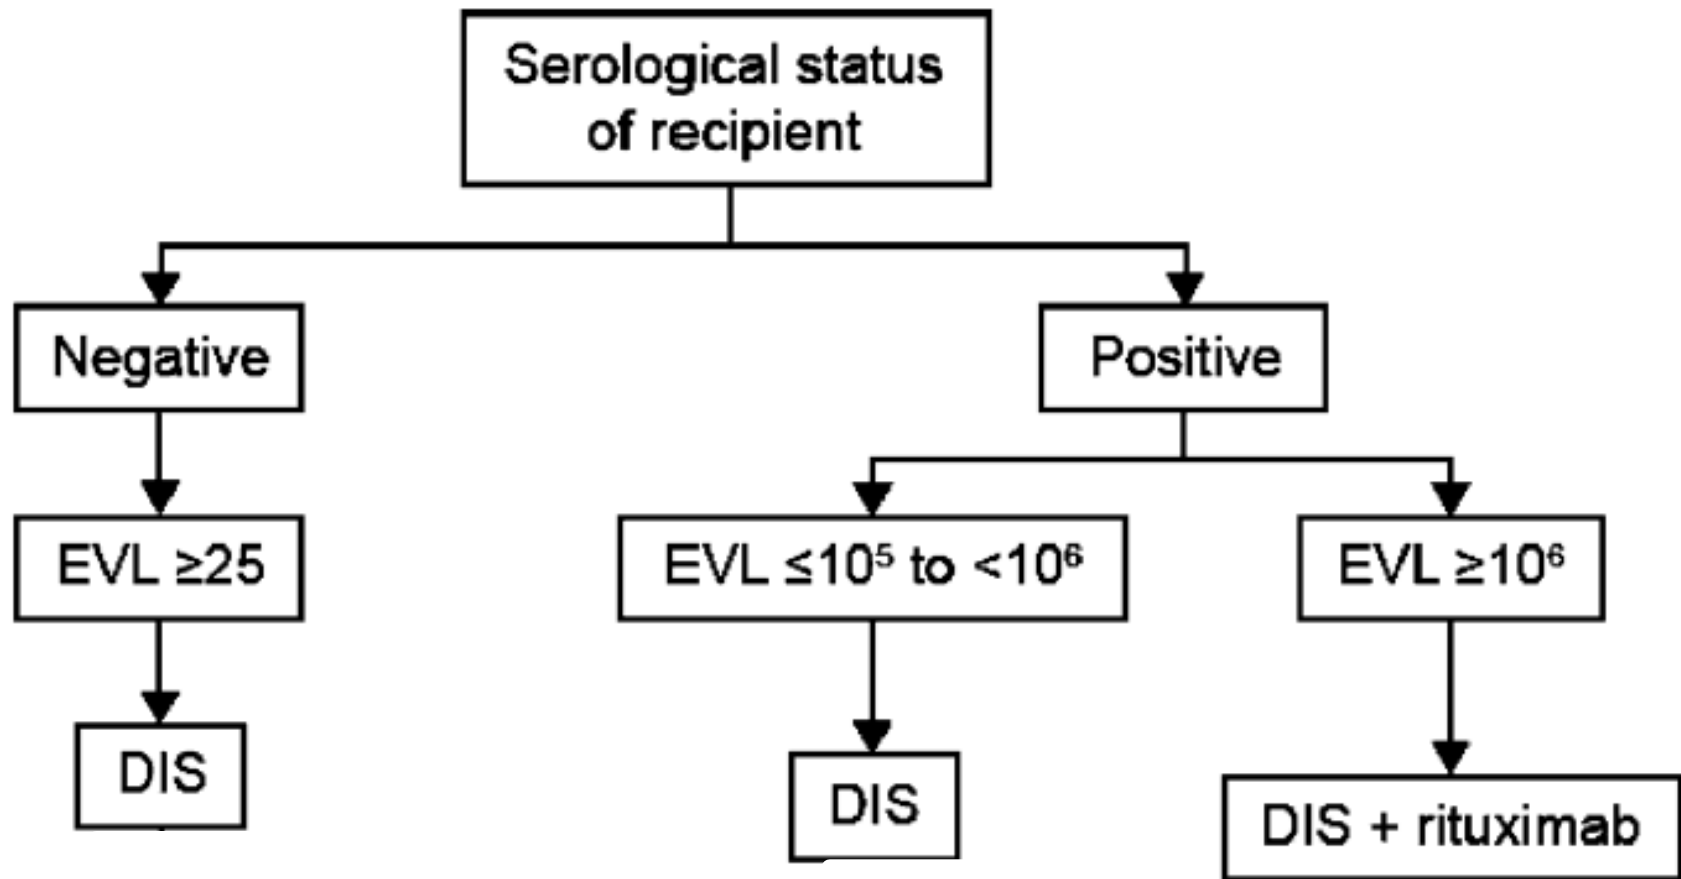 Serological status
of recipient
Negative
Positive
EVL ≥25
EVL ≤10⁵ to <10⁶
EVL ≥10⁶
DIS
DIS
DIS + rituximab